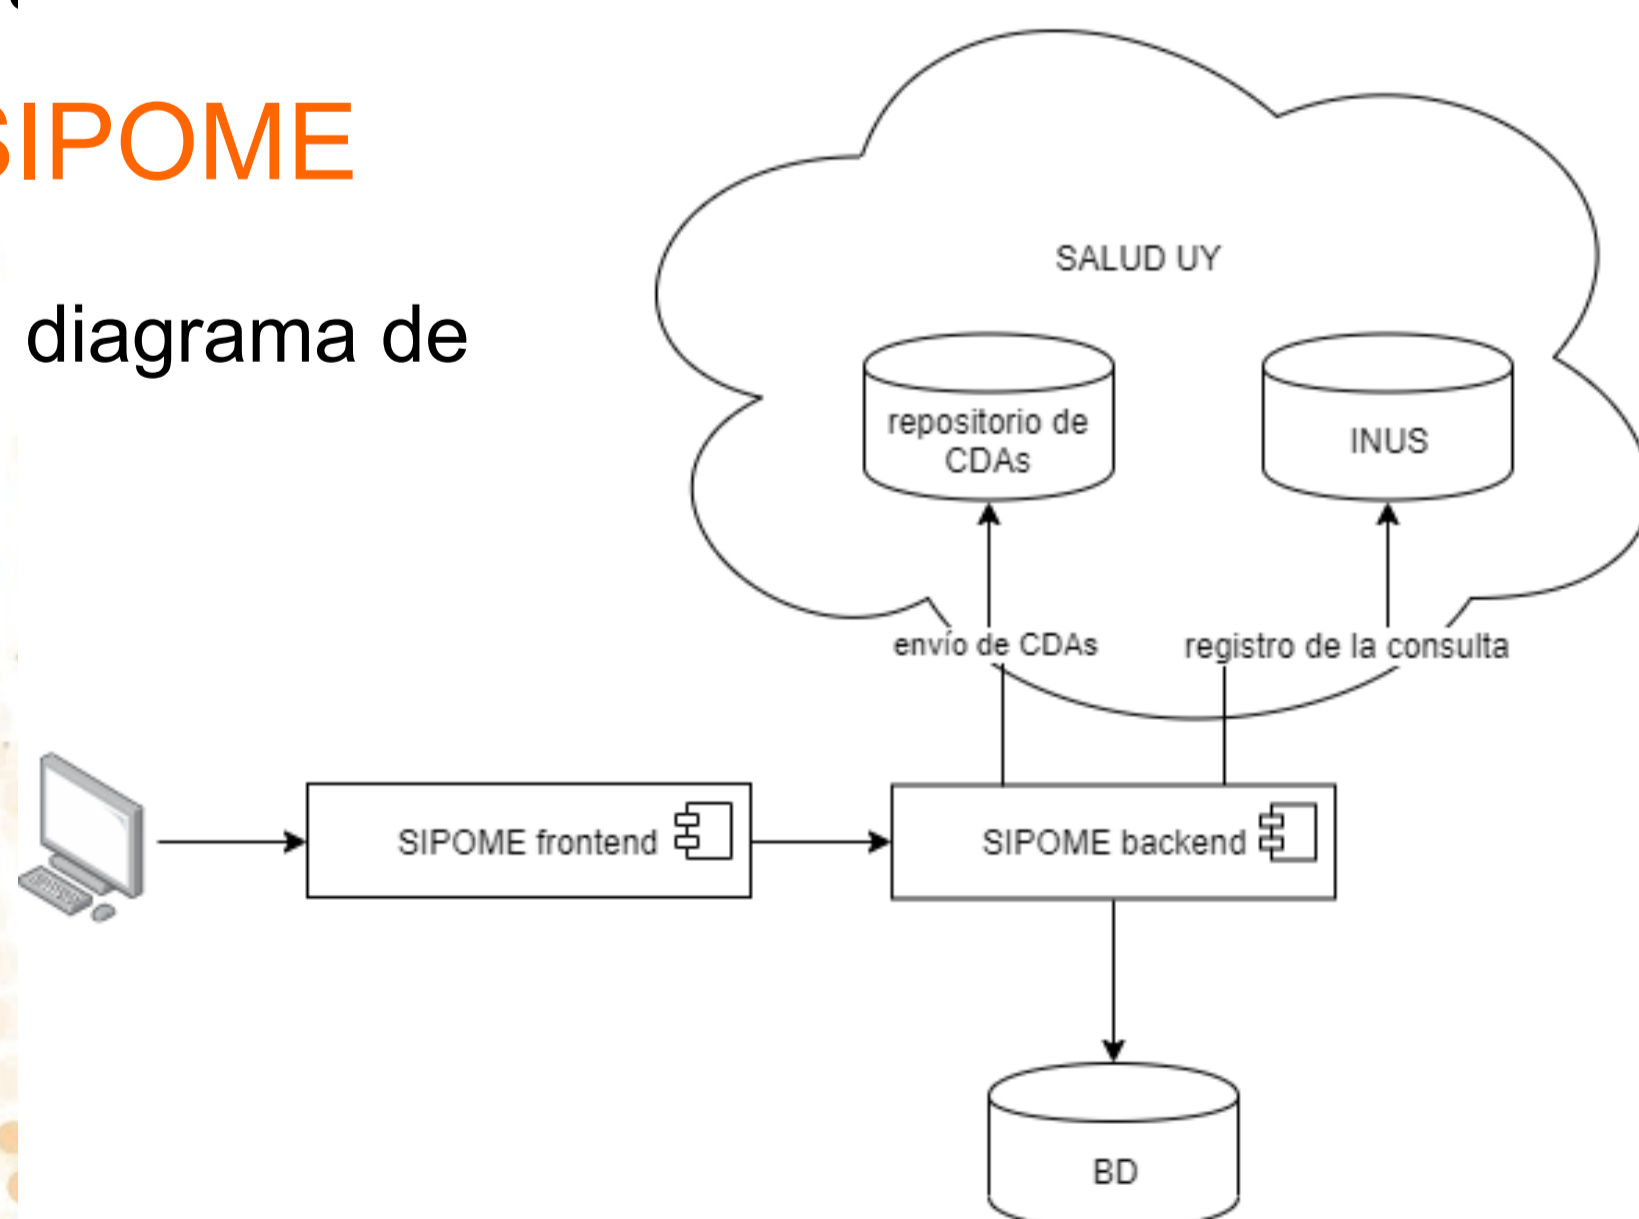 SIPOME
diagrama de
SALUD UY
repositorio de
CDAs
INUS
envío de CDAs
registro de la consulta
SIPOME frontend
SIPOME backend
BD